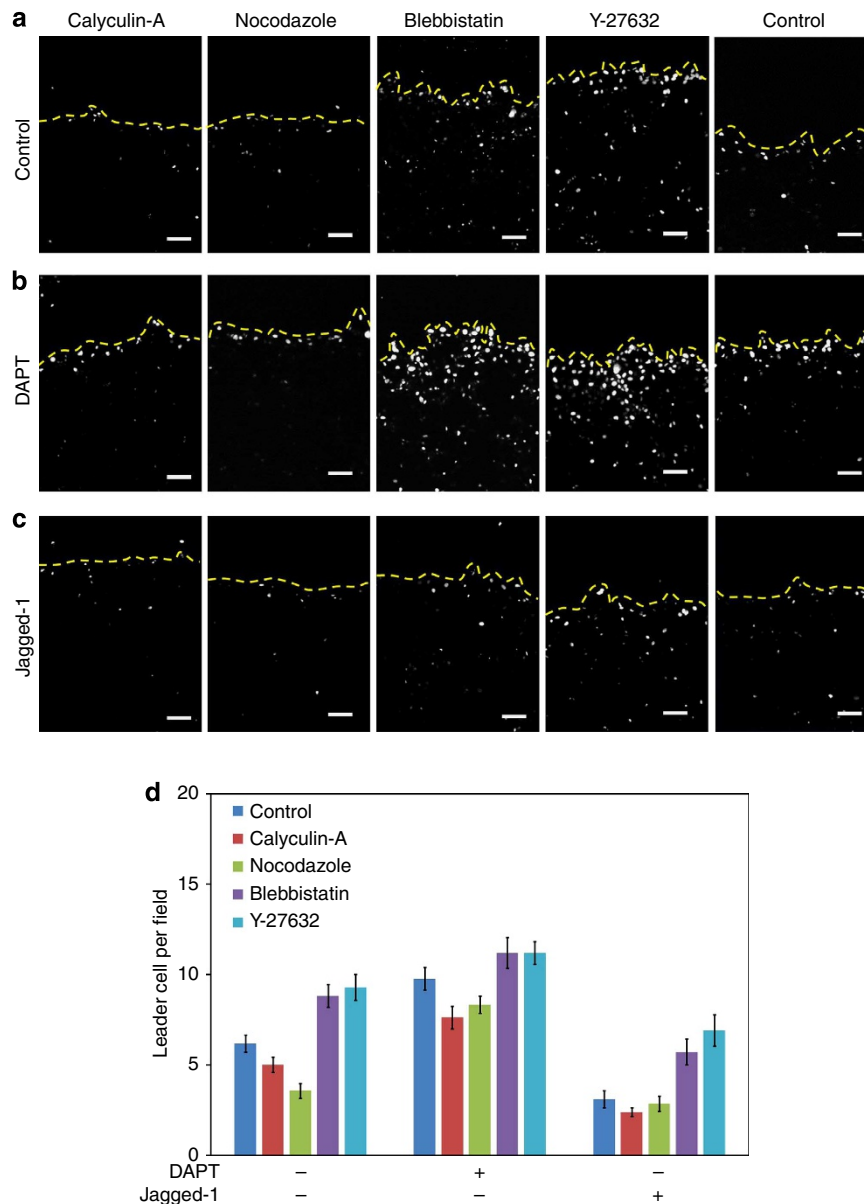 a
Calyculin-A Nocodazole Blebbistatin Y-27632 Control
Control
b
DAPT
c
Jagged-1
d
20
15
10
5
0
Leader cell per field
Control
Calyculin-A
Nocodazole
Blebbistatin
Y-27632
DAPT – + –
Jagged-1 – – +